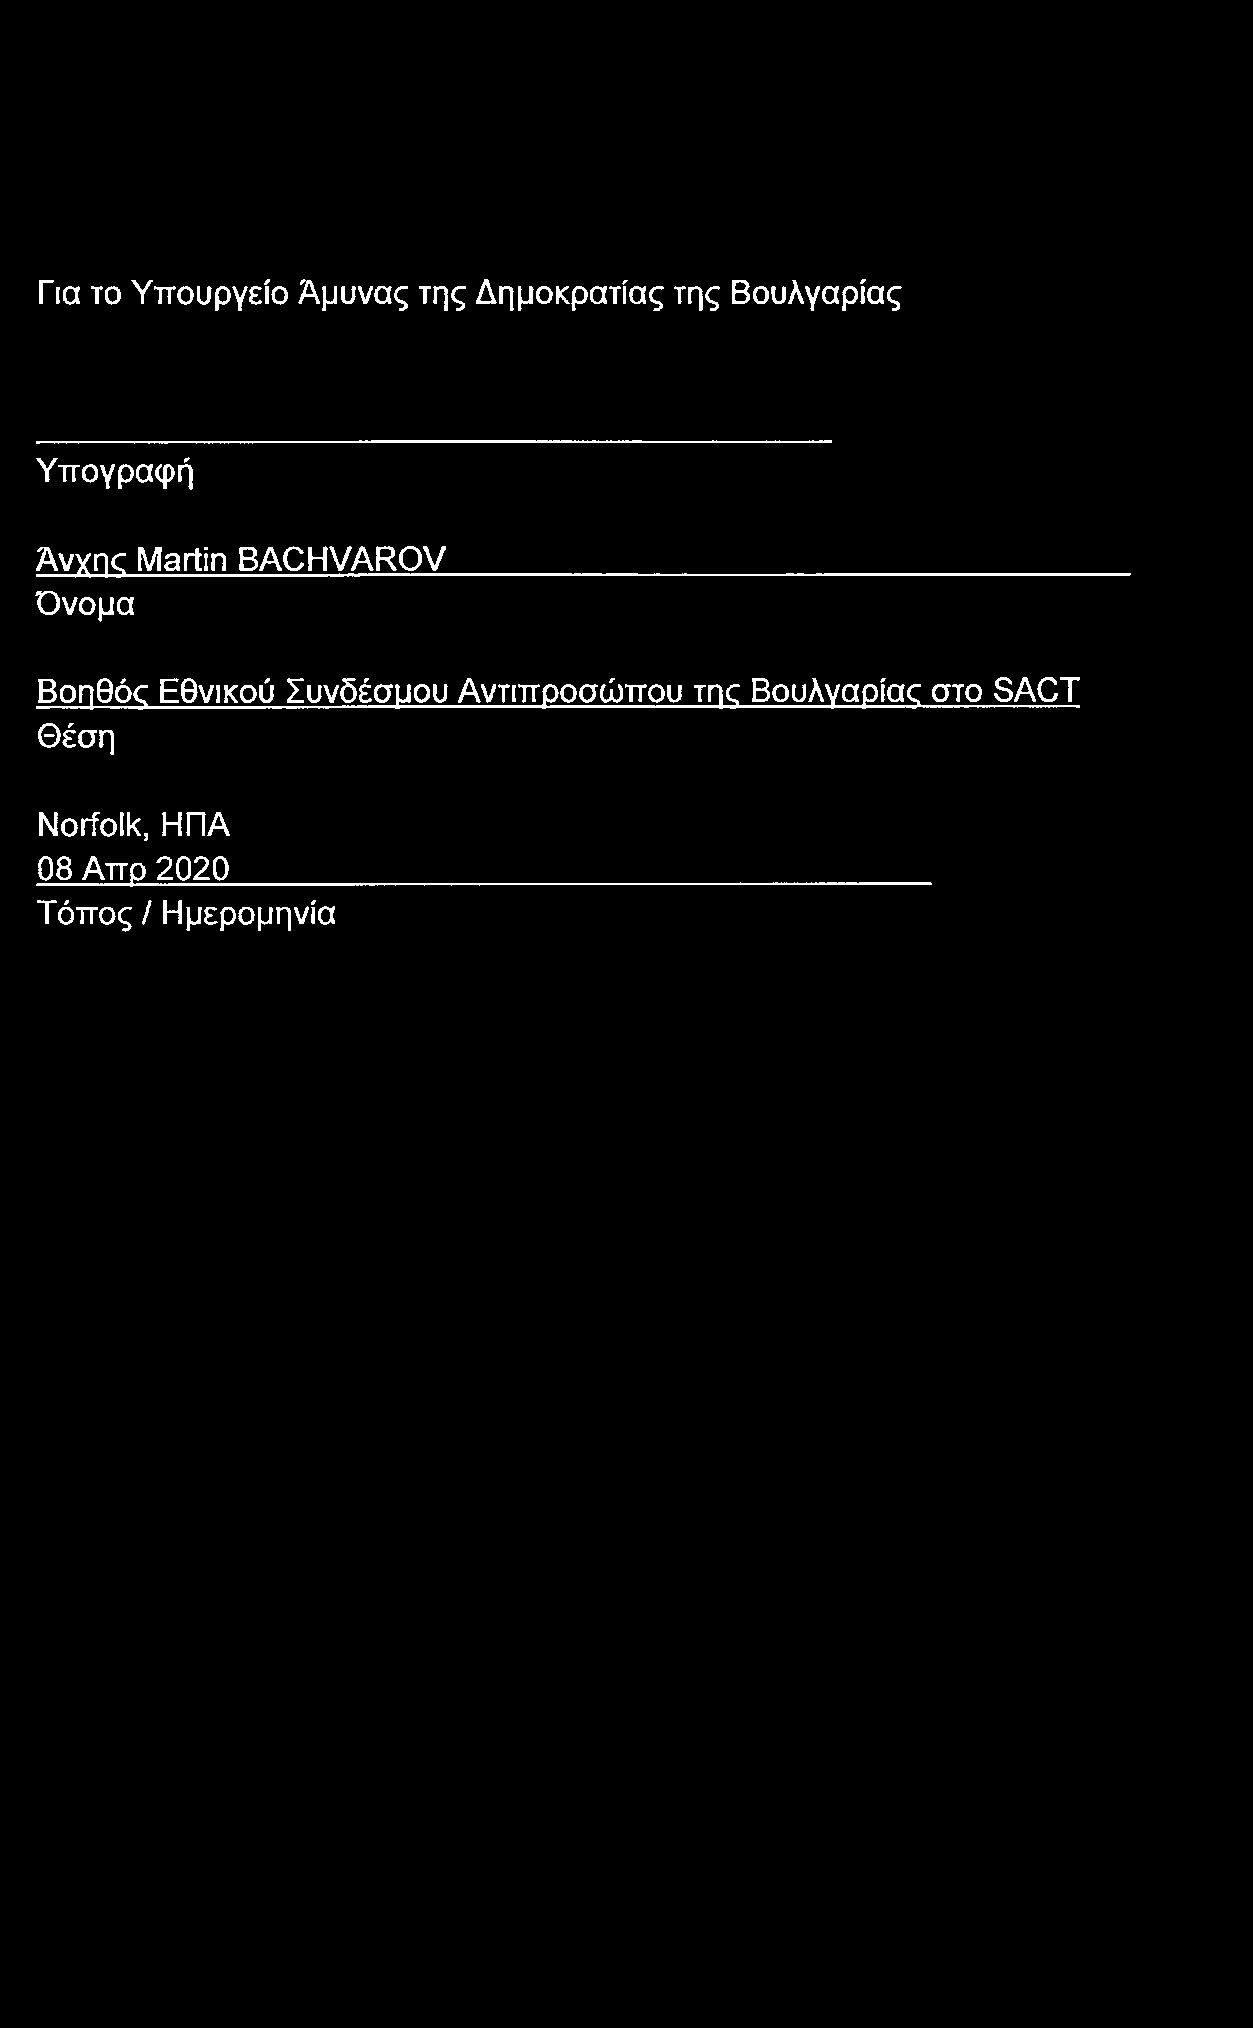 Για το Υπουργείο Άμυνας της Δημοκρατίας της Βουλγαρίας
Υπογραφή
Άνχης Martin BACHVAROV
Όνομα
Βοηθός Εθνικού Συνδέσμου Αντιπροσώπου της Βουλγαρίας στο SACT
Θέση
Norfolk, ΗΠΑ
08 Απρ 2020
Τόπος / Ημερομηνία